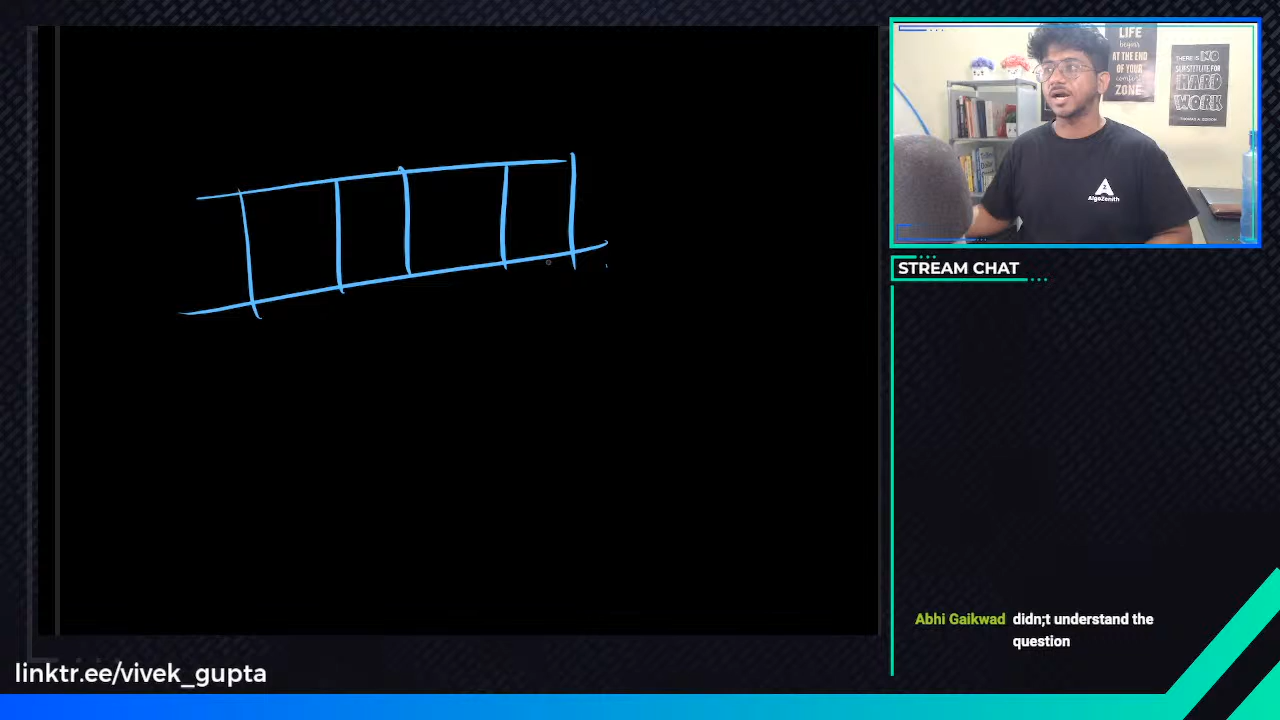 LIFE
begins
AT THE END
OF YOUR
comfort
ZONE
THERE IS NO
SUBSTITUTE FOR
HARD
WORK
AlgoZenith
STREAM CHAT
Abhi Gaikwad didn;t understand the
question
linktr.ee/vivek_gupta